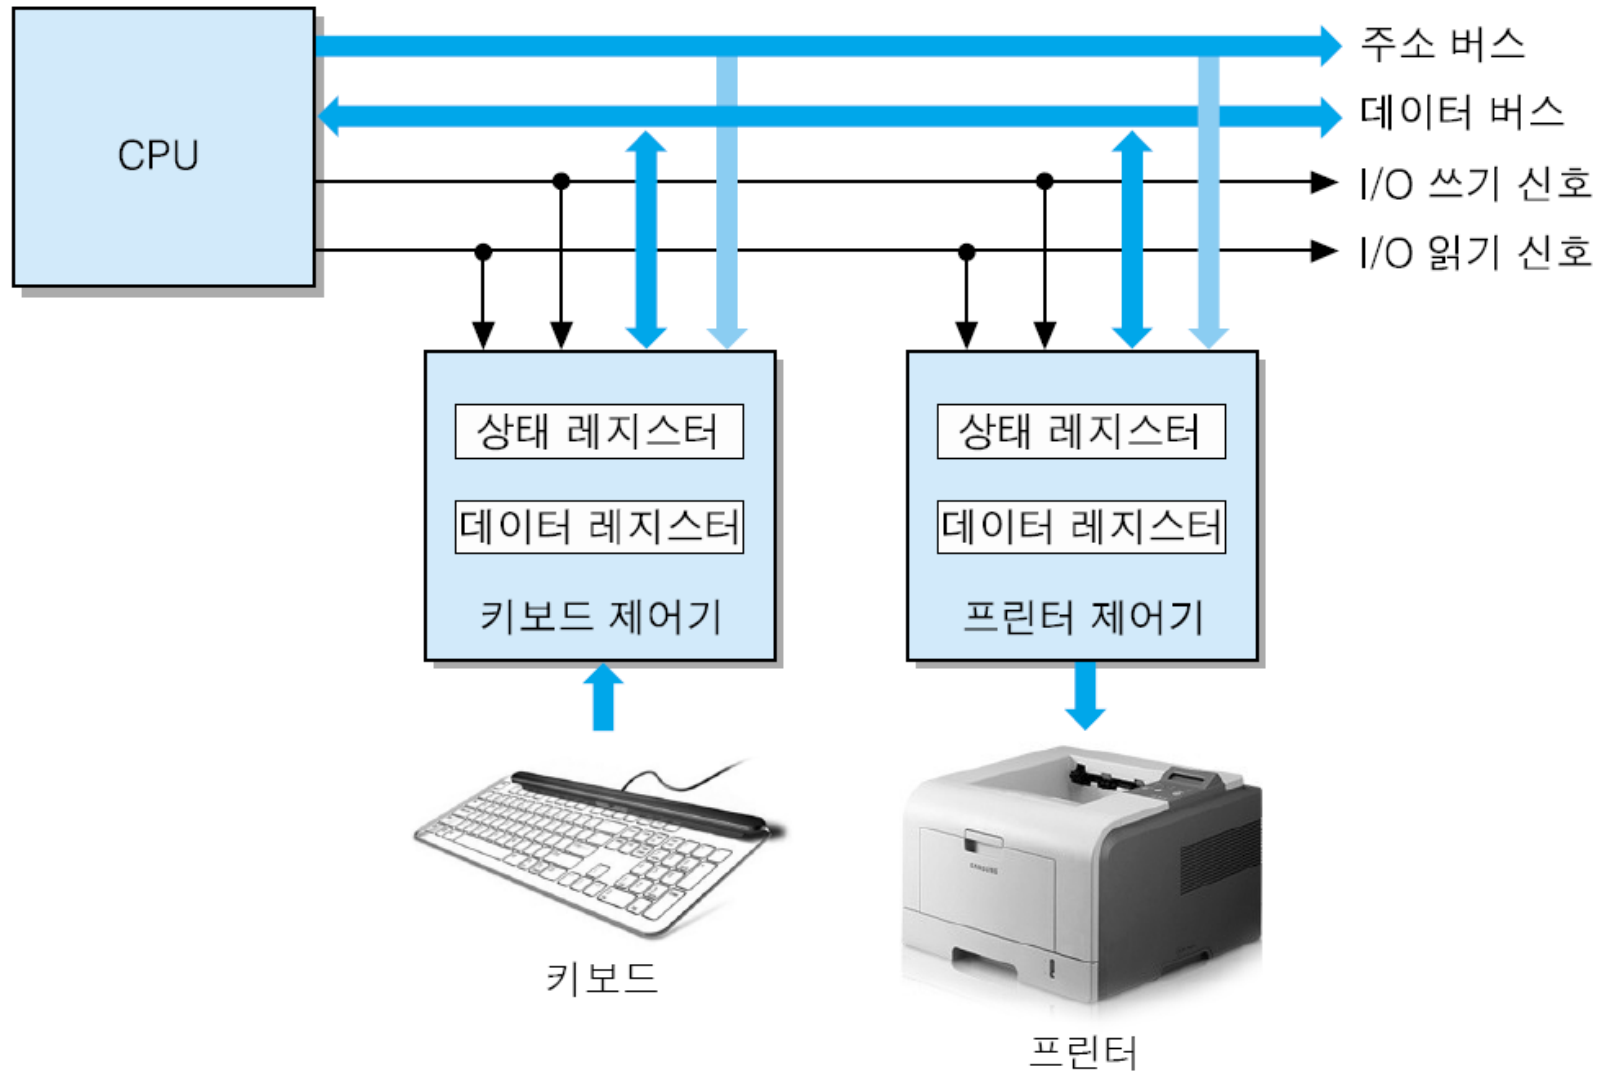 CPU
주소 버스
데이터 버스
I/O 쓰기 신호
I/O 읽기 신호
상태 레지스터
데이터 레지스터
키보드 제어기
상태 레지스터
데이터 레지스터
프린터 제어기
SAMSUNG
키보드
프린터